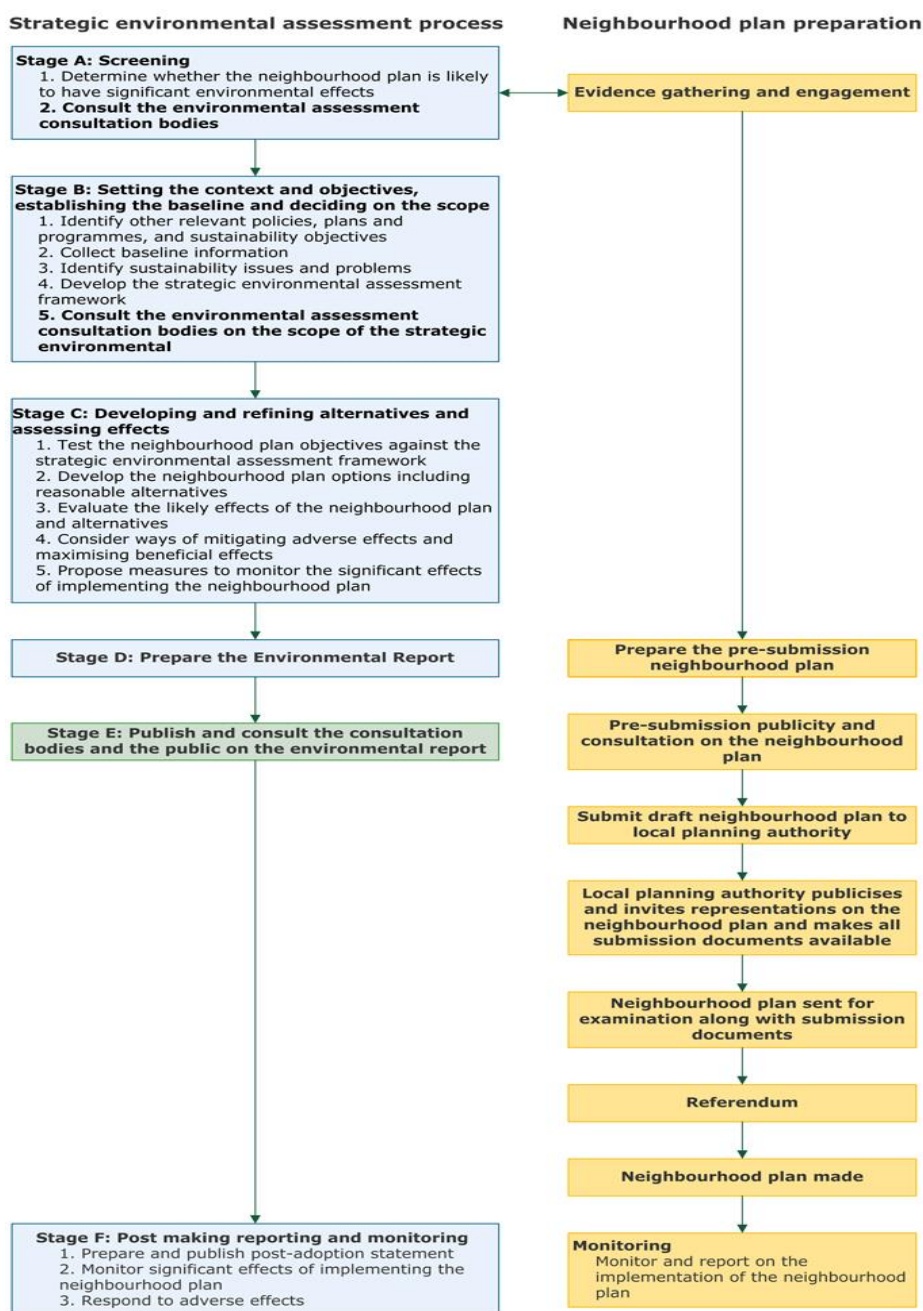 Strategic environmental assessment process
Neighbourhood plan preparation
Stage A: Screening
1. Determine whether the neighbourhood plan is likely
to have significant environmental effects
2. Consult the environmental assessment
consultation bodies
Evidence gathering and engagement
Stage B: Setting the context and objectives,
establishing the baseline and deciding on the scope
1. Identify other relevant policies, plans and
programmes, and sustainability objectives
2. Collect baseline information
3. Identify sustainability issues and problems
4. Develop the strategic environmental assessment
framework
5. Consult the environmental assessment
consultation bodies on the scope of the strategic
environmental
Stage C: Developing and refining alternatives and
assessing effects
1. Test the neighbourhood plan objectives against the
strategic environmental assessment framework
2. Develop the neighbourhood plan options including
reasonable alternatives
3. Evaluate the likely effects of the neighbourhood plan
and alternatives
4. Consider ways of mitigating adverse effects and
maximising beneficial effects
5. Propose measures to monitor the significant effects
of implementing the neighbourhood plan
Stage D: Prepare the Environmental Report
Prepare the pre-submission
neighbourhood plan
Stage E: Publish and consult the consultation
bodies and the public on the environmental report
Pre-submission publicity and
consultation on the neighbourhood
plan
Submit draft neighbourhood plan to
local planning authority
Local planning authority publicises
and invites representations on the
neighbourhood plan and makes all
submission documents available
Neighbourhood plan sent for
examination along with submission
documents
Referendum
Neighbourhood plan made
Stage F: Post making reporting and monitoring
1. Prepare and publish post-adoption statement
2. Monitor significant effects of implementing the
neighbourhood plan
3. Respond to adverse effects
Monitoring
Monitor and report on the
implementation of the neighbourhood
plan